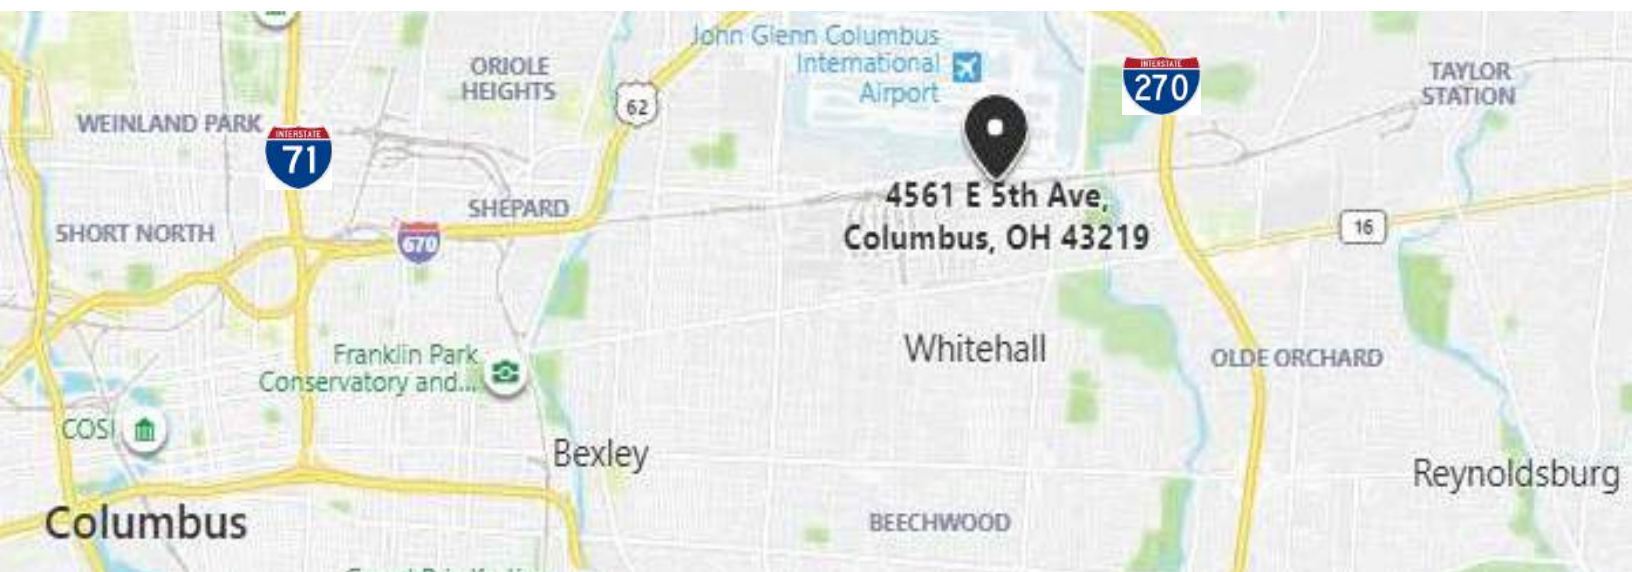 John Glenn Columbus
International
Airport
ORIOLE
HEIGHTS
62
INTERSTATE
270
TAYLOR
STATION
WEINLAND PARK
INTERSTATE
71
SHEPARD
4561 E 5th Ave,
Columbus, OH 43219
SHORT NORTH
670
16
Whitehall
OLDE ORCHARD
Franklin Park
Conservatory and...
COSI
Bexley
Reynoldsburg
Columbus
BEECHWOOD